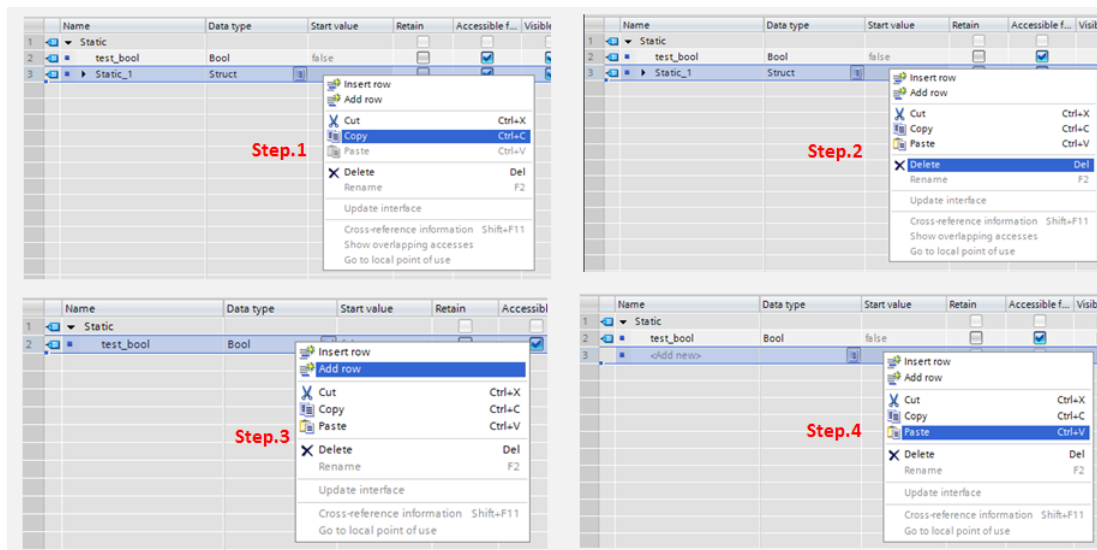 Name Data type Start value Retain Accessible f... Visible
1 Static
2 test_bool Bool false
3 Static_1 Struct
Insert row
Add row
Cut Ctrl+X
Copy Ctrl+C
Paste Ctrl+V
Delete Del
Rename F2
Update interface
Cross-reference information Shift+F11
Show overlapping accesses
Go to local point of use
Step.1
Name Data type Start value Retain Accessible f... Visib
1 Static
2 test_bool Bool false
3 Static_1 Struct
Insert row
Add row
Cut Ctrl+X
Copy Ctrl+C
Paste Ctrl+V
Delete Del
Rename F2
Update interface
Cross-reference information Shift+F11
Show overlapping accesses
Go to local point of use
Step.2
Name Data type Start value Retain Accessibl
1 Static
2 test_bool Bool
Insert row
Add row
Cut Ctrl+X
Copy Ctrl+C
Paste Ctrl+V
Delete Del
Rename F2
Update interface
Cross-reference information Shift+F11
Go to local point of use
Step.3
Name Data type Start value Retain Accessible f... Visib
1 Static
2 test_bool Bool false
3 <Add new>
Insert row
Add row
Cut Ctrl+X
Copy Ctrl+C
Paste Ctrl+V
Delete Del
Rename F2
Update interface
Cross-reference information Shift+F11
Go to local point of use
Step.4